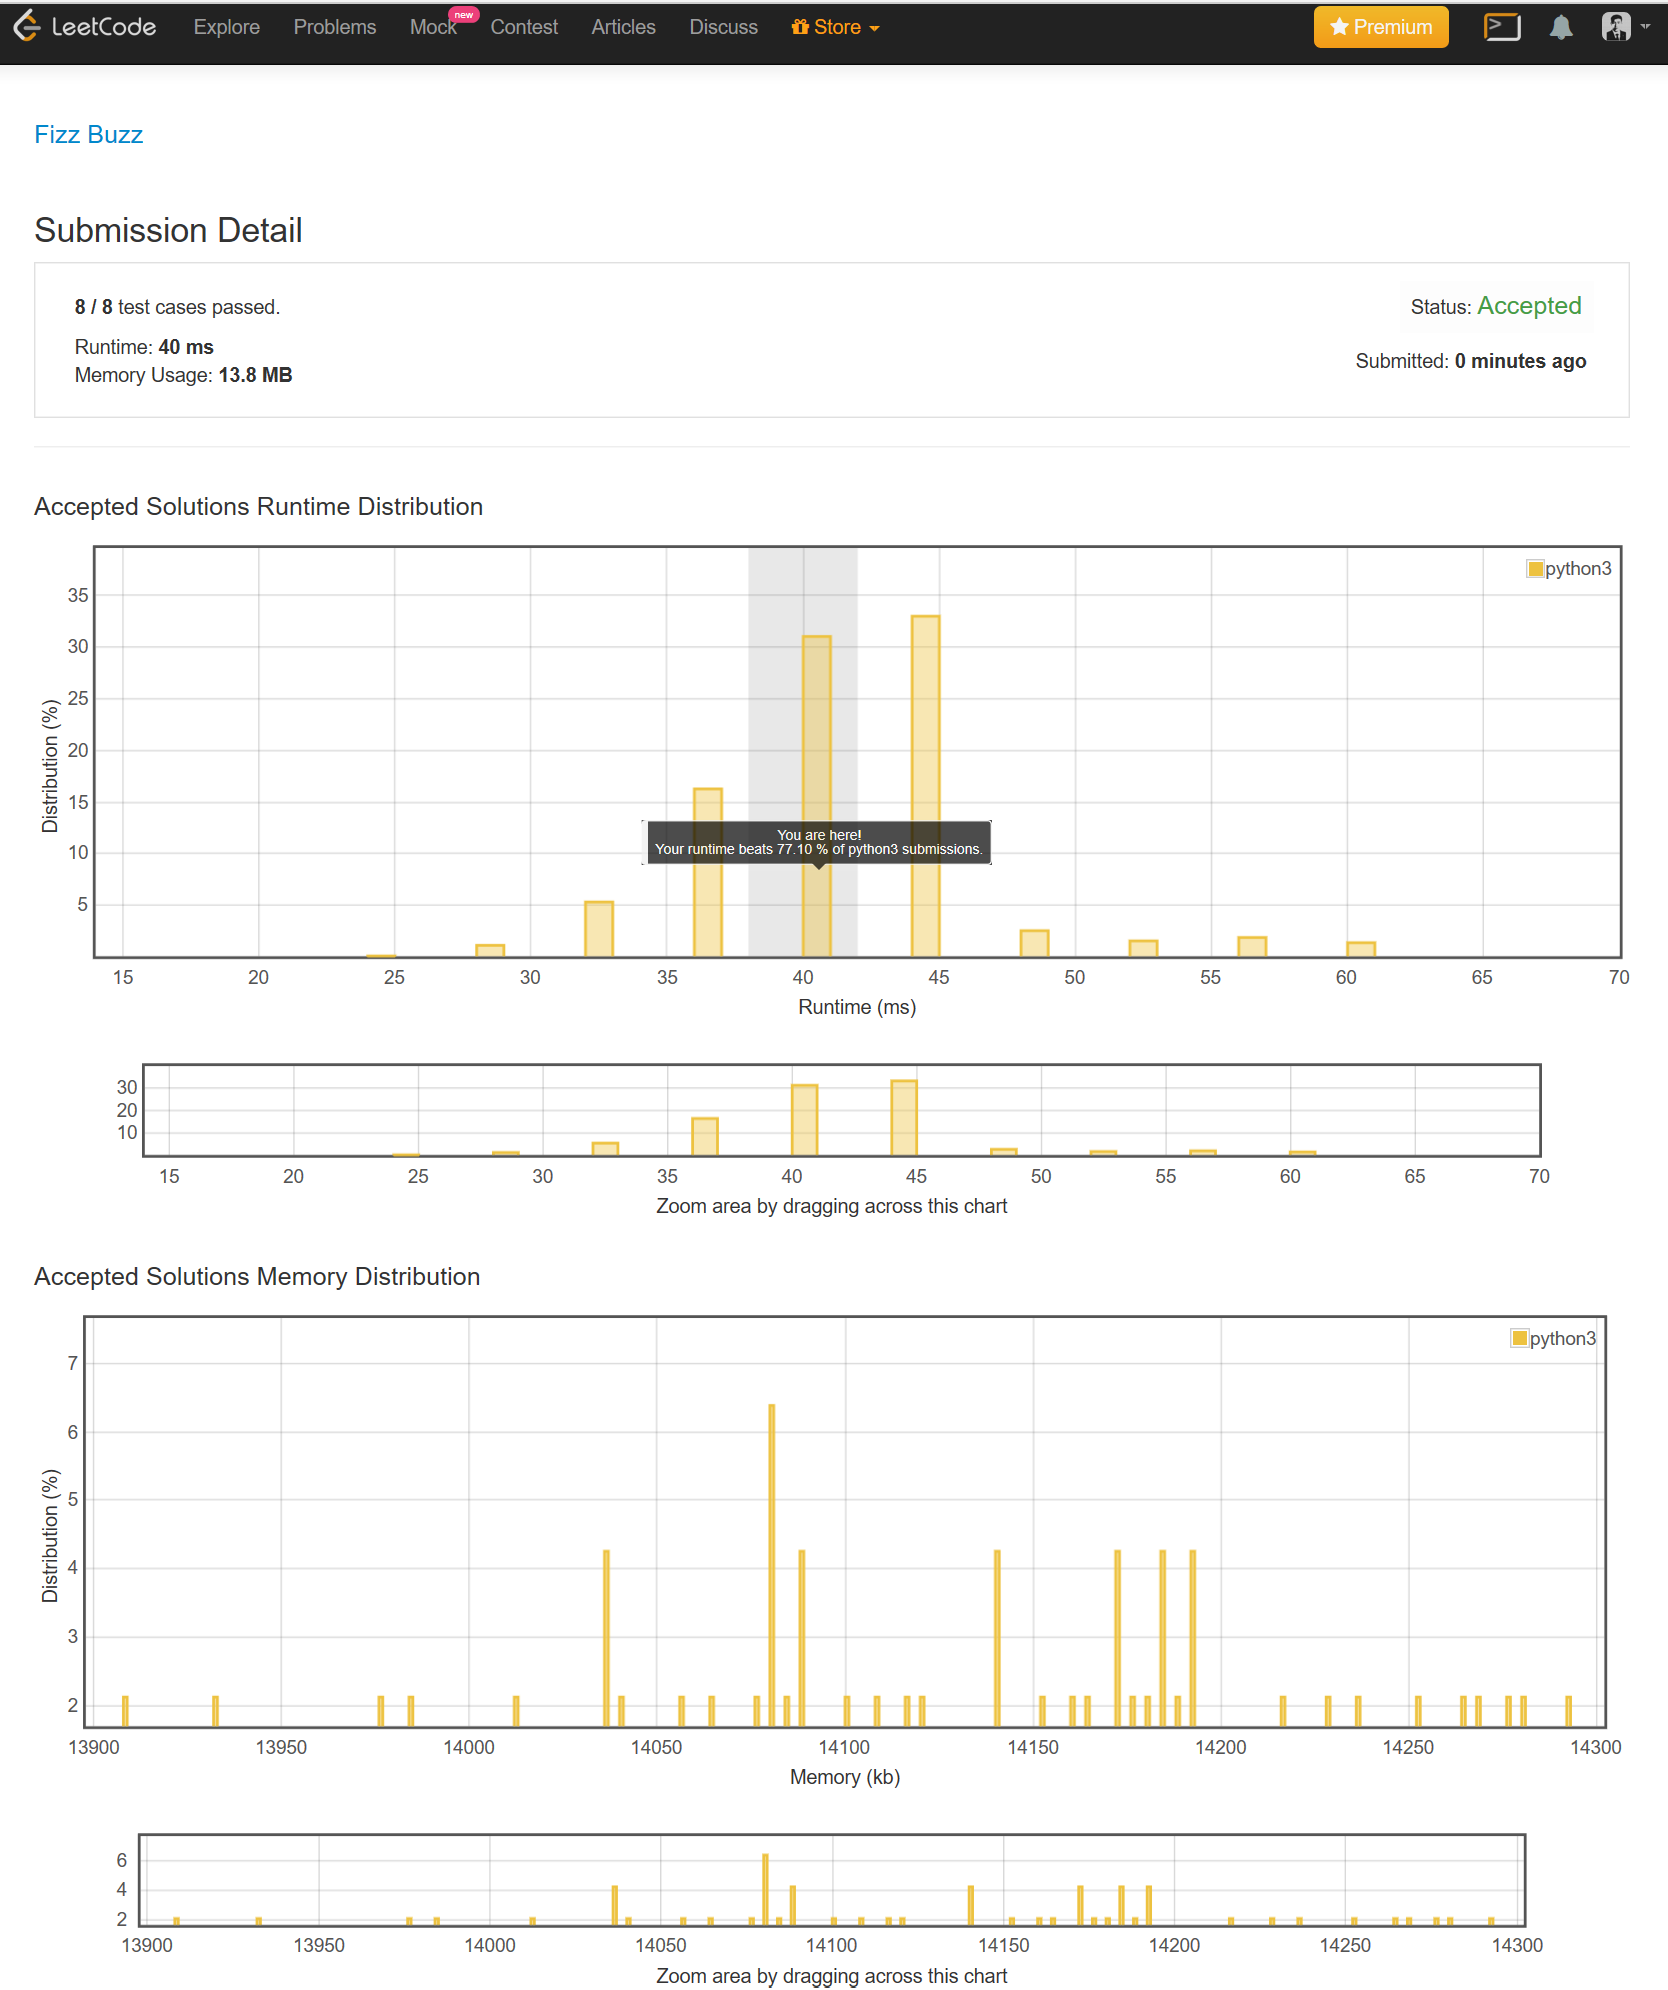 LeetCode Explore Problems Mock new Contest Articles Discuss Store Premium
Fizz Buzz
Submission Detail
8 / 8 test cases passed.
Status: Accepted
Runtime: 40 ms
Submitted: 0 minutes ago
Memory Usage: 13.8 MB
Accepted Solutions Runtime Distribution
python3
35
30
25
20
15
10
5
Distribution (%)
You are here!
Your runtime beats 77.10 % of python3 submissions.
15 20 25 30 35 40 45 50 55 60 65 70
Runtime (ms)
30
20
10
15 20 25 30 35 40 45 50 55 60 65 70
Zoom area by dragging across this chart
Accepted Solutions Memory Distribution
python3
7
6
5
4
3
2
Distribution (%)
13900 13950 14000 14050 14100 14150 14200 14250 14300
Memory (kb)
6
4
2
13900 13950 14000 14050 14100 14150 14200 14250 14300
Zoom area by dragging across this chart